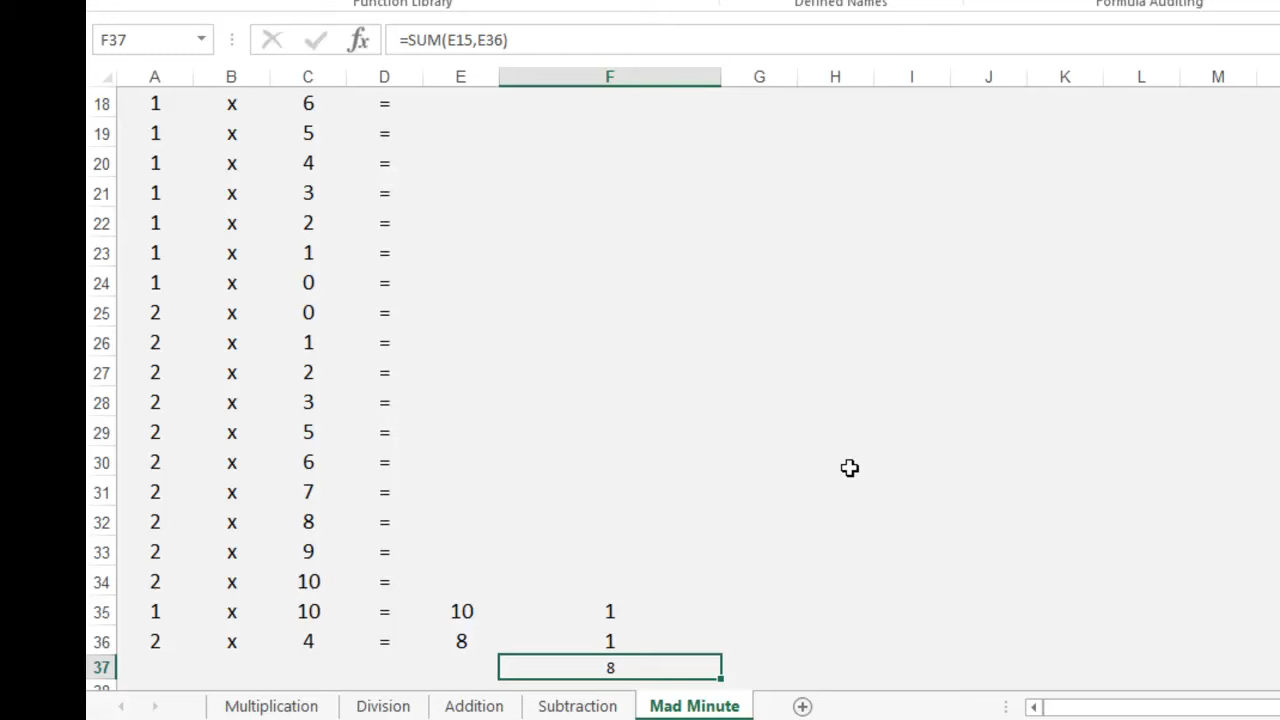 Function Library Defined Names Formula Auditing
F37 fx =SUM(E15,E36)
A B C D E F G H I J K L M
18 1 x 6 =
19 1 x 5 =
20 1 x 4 =
21 1 x 3 =
22 1 x 2 =
23 1 x 1 =
24 1 x 0 =
25 2 x 0 =
26 2 x 1 =
27 2 x 2 =
28 2 x 3 =
29 2 x 5 =
30 2 x 6 =
31 2 x 7 =
32 2 x 8 =
33 2 x 9 =
34 2 x 10 =
35 1 x 10 = 10 1
36 2 x 4 = 8 1
37 8
38
Multiplication Division Addition Subtraction Mad Minute